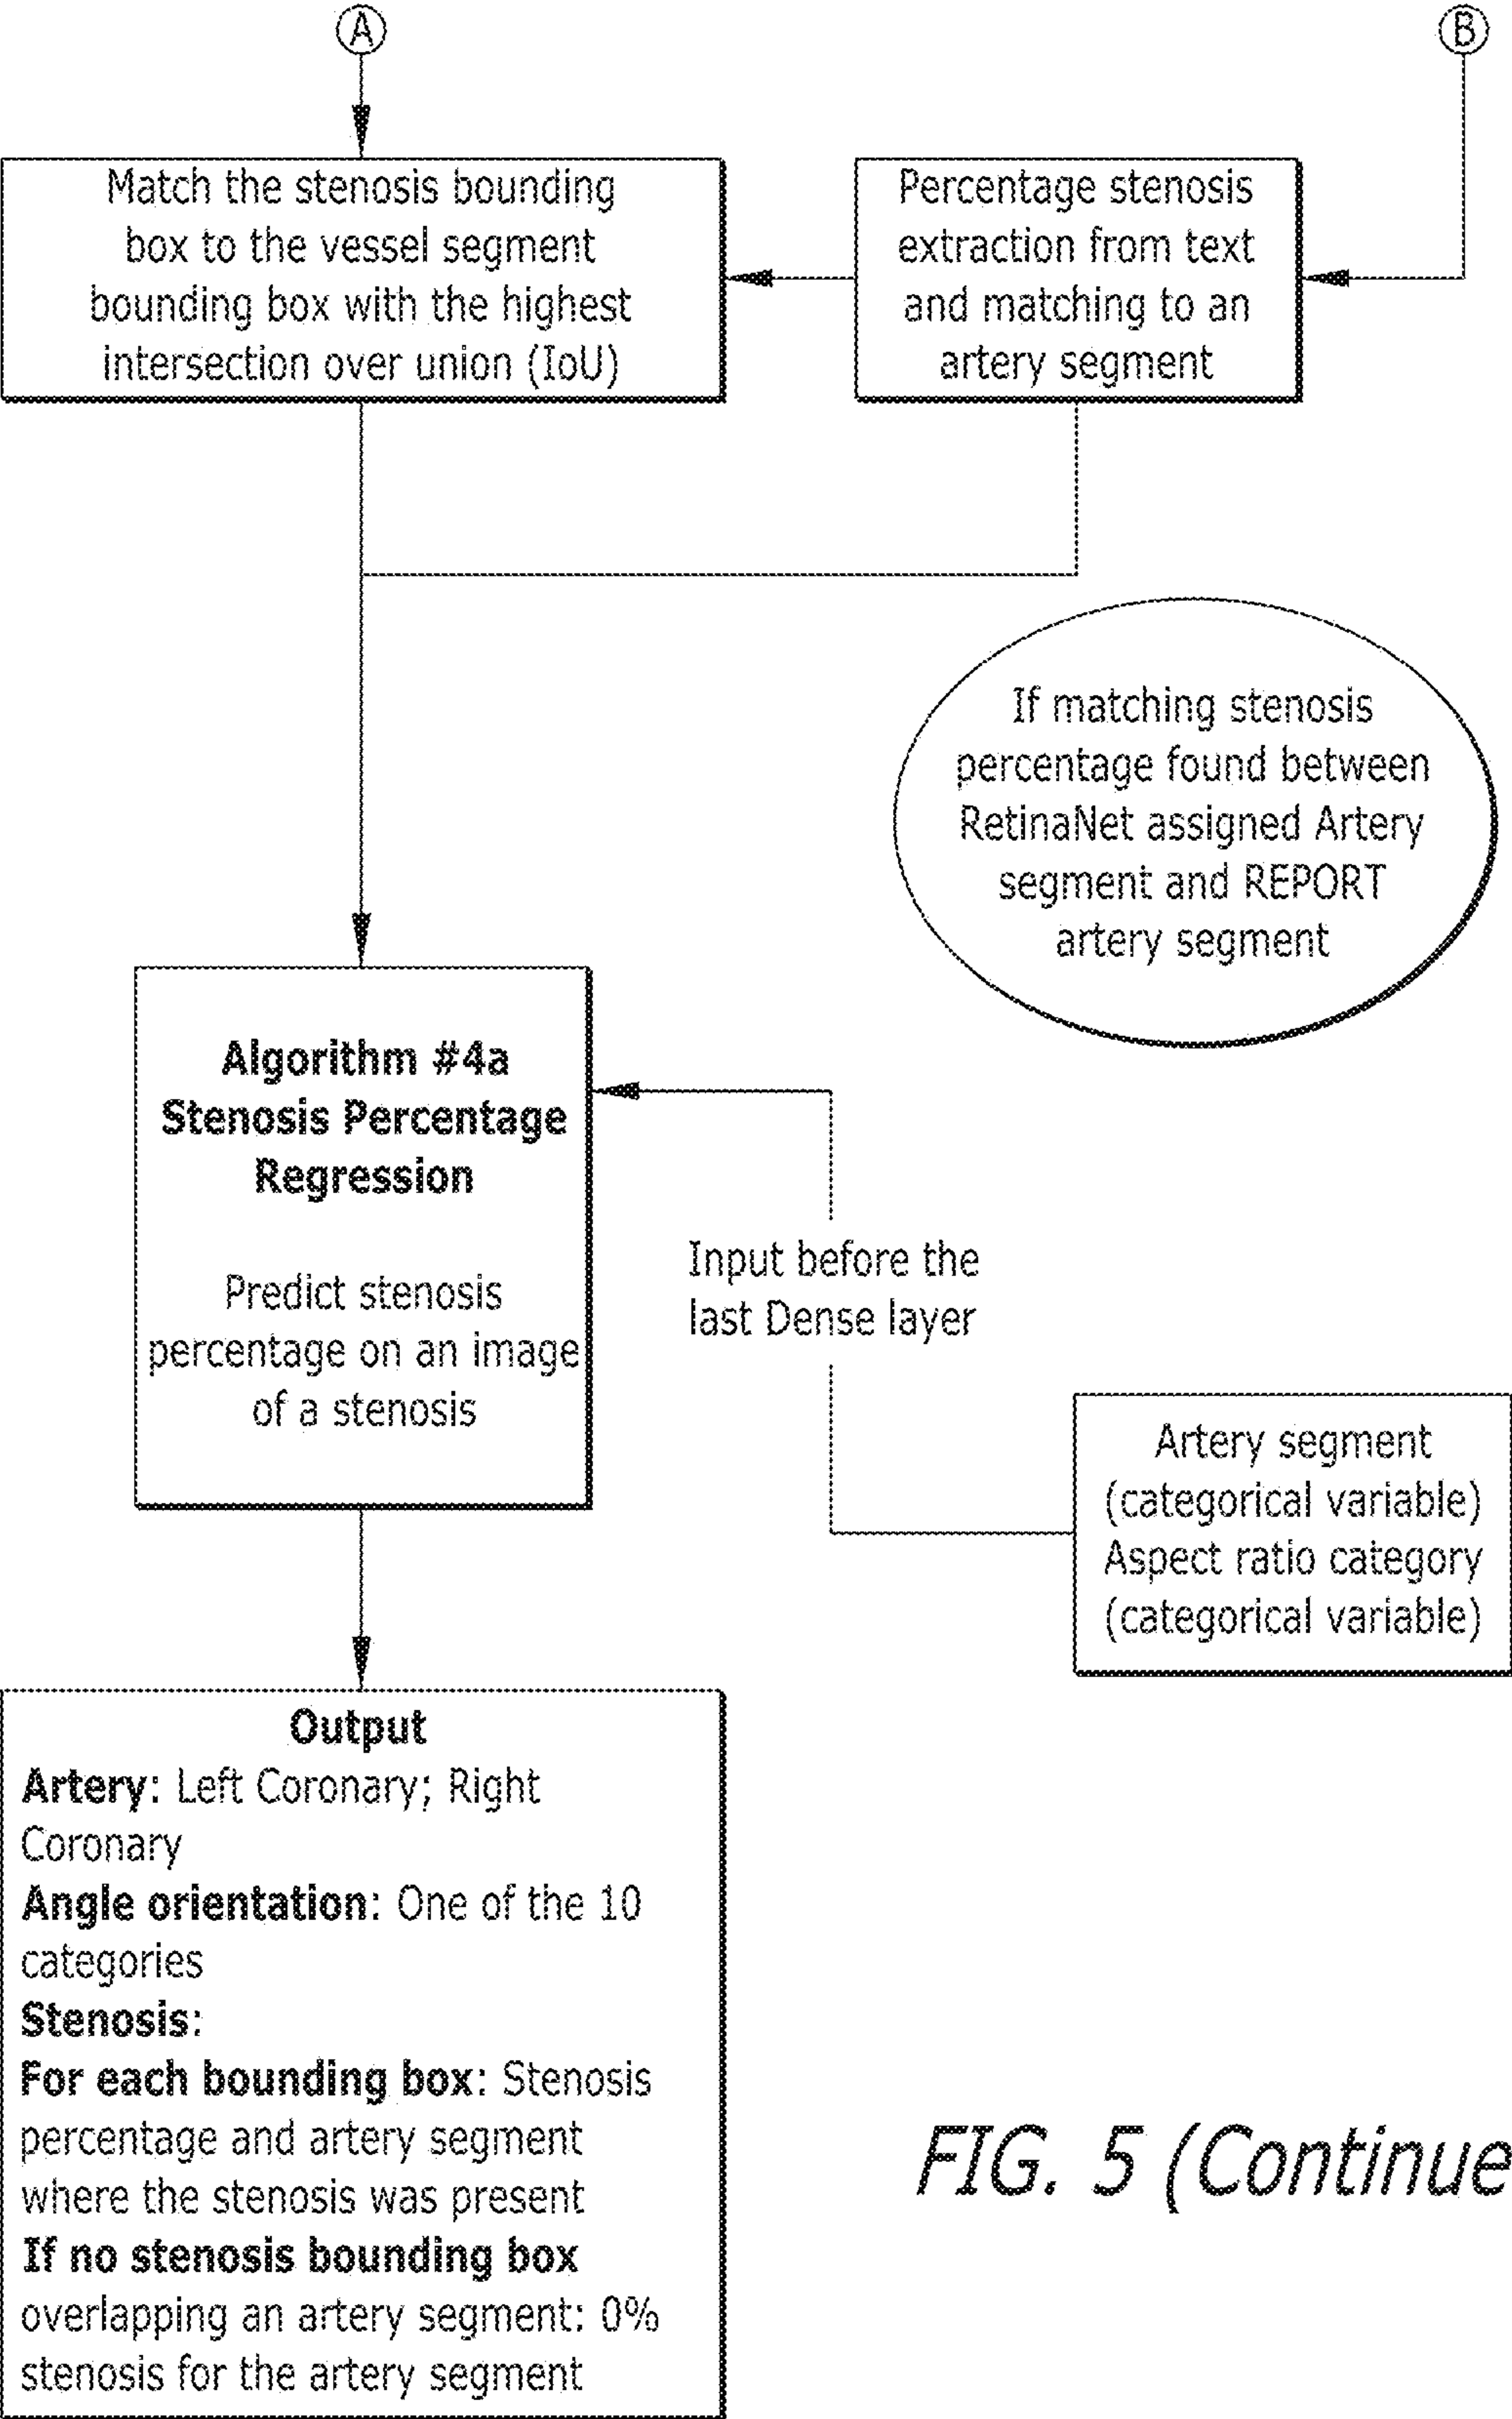 A
B
Match the stenosis bounding
box to the vessel segment
bounding box with the highest
intersection over union (IoU)
Percentage stenosis
extraction from text
and matching to an
artery segment
If matching stenosis
percentage found between
RetinaNet assigned Artery
segment and REPORT
artery segment
Algorithm #4a
Stenosis Percentage
Regression
Predict stenosis
percentage on an image
of a stenosis
Input before the
last Dense layer
Artery segment
(categorical variable)
Aspect ratio category
(categorical variable)
Output
Artery: Left Coronary; Right
Coronary
Angle orientation: One of the 10
categories
Stenosis:
For each bounding box: Stenosis
percentage and artery segment
where the stenosis was present
If no stenosis bounding box
overlapping an artery segment: 0%
stenosis for the artery segment
FIG. 5 (Continue